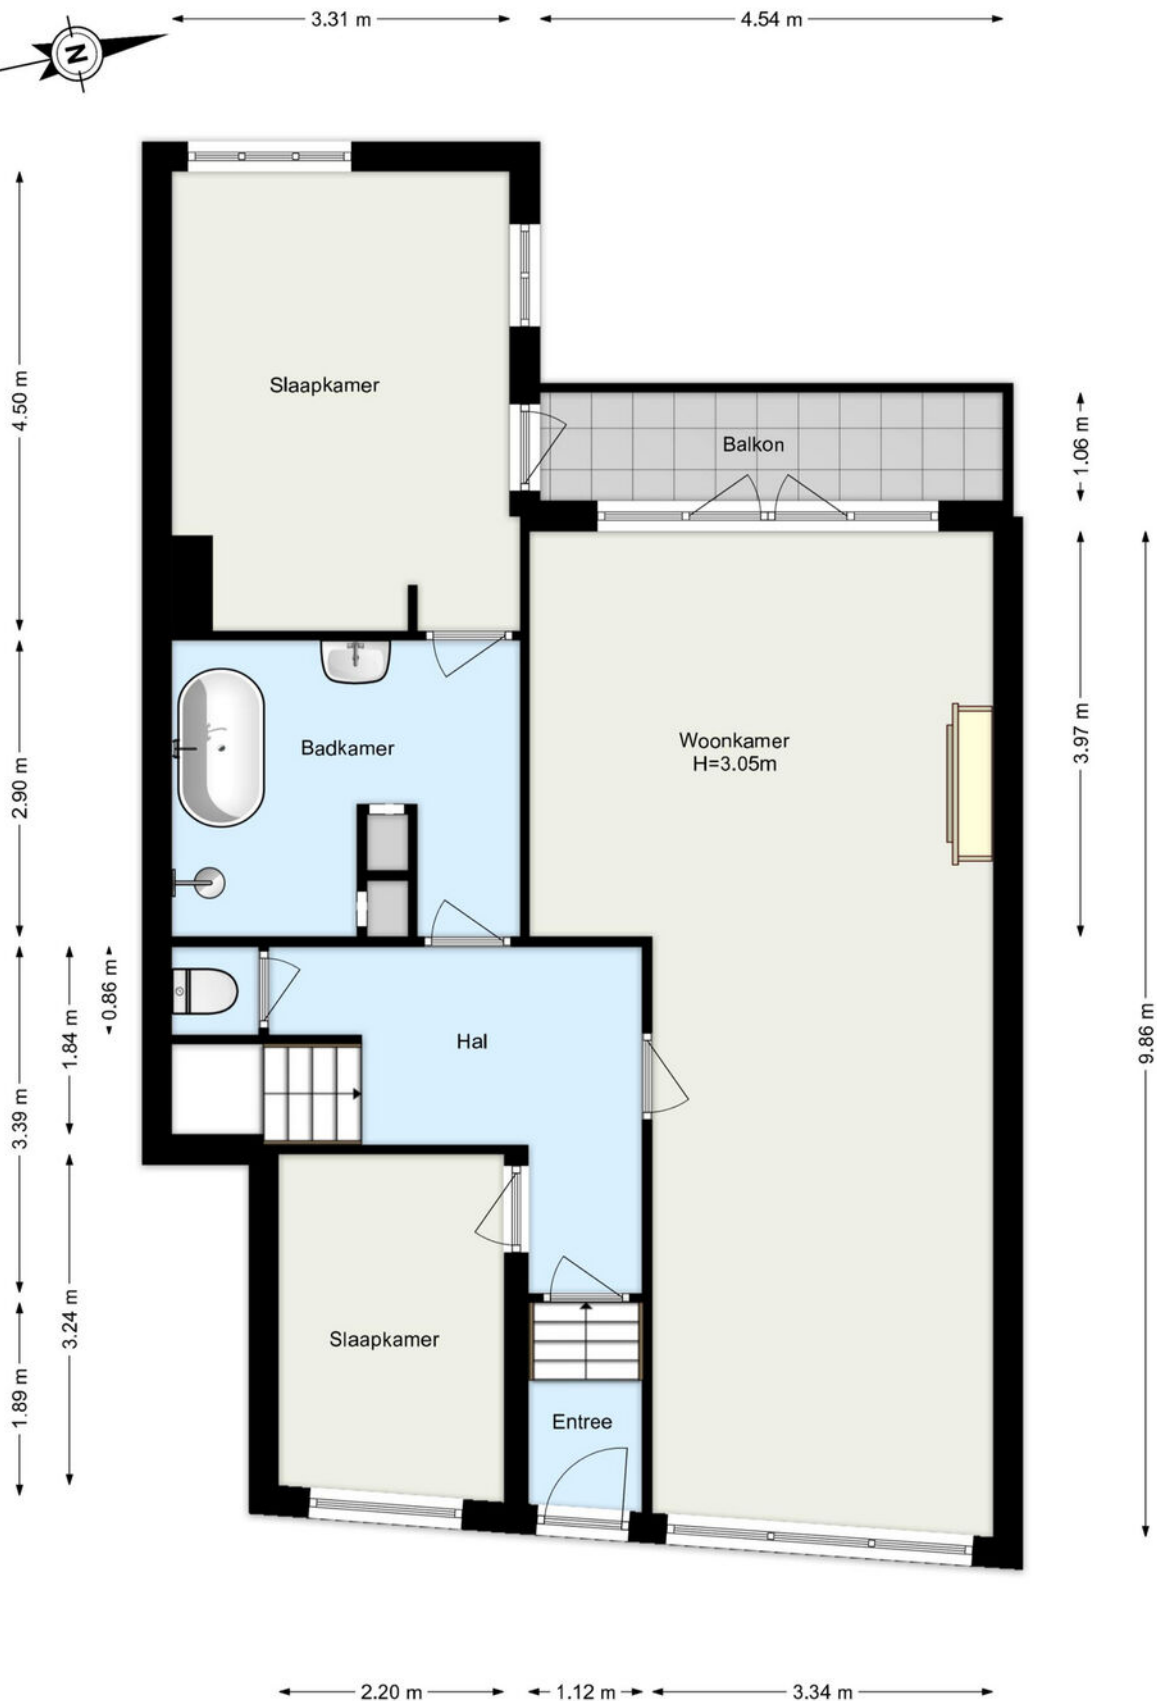 3.31 m
4.54 m
N
Slaapkamer
4.50 m
Balkon
1.06 m
Woonkamer
H=3.05m
Badkamer
2.90 m
3.97 m
0.86 m
1.84 m
Hal
3.39 m
9.86 m
Slaapkamer
3.24 m
1.89 m
Entree
2.20 m
1.12 m
3.34 m